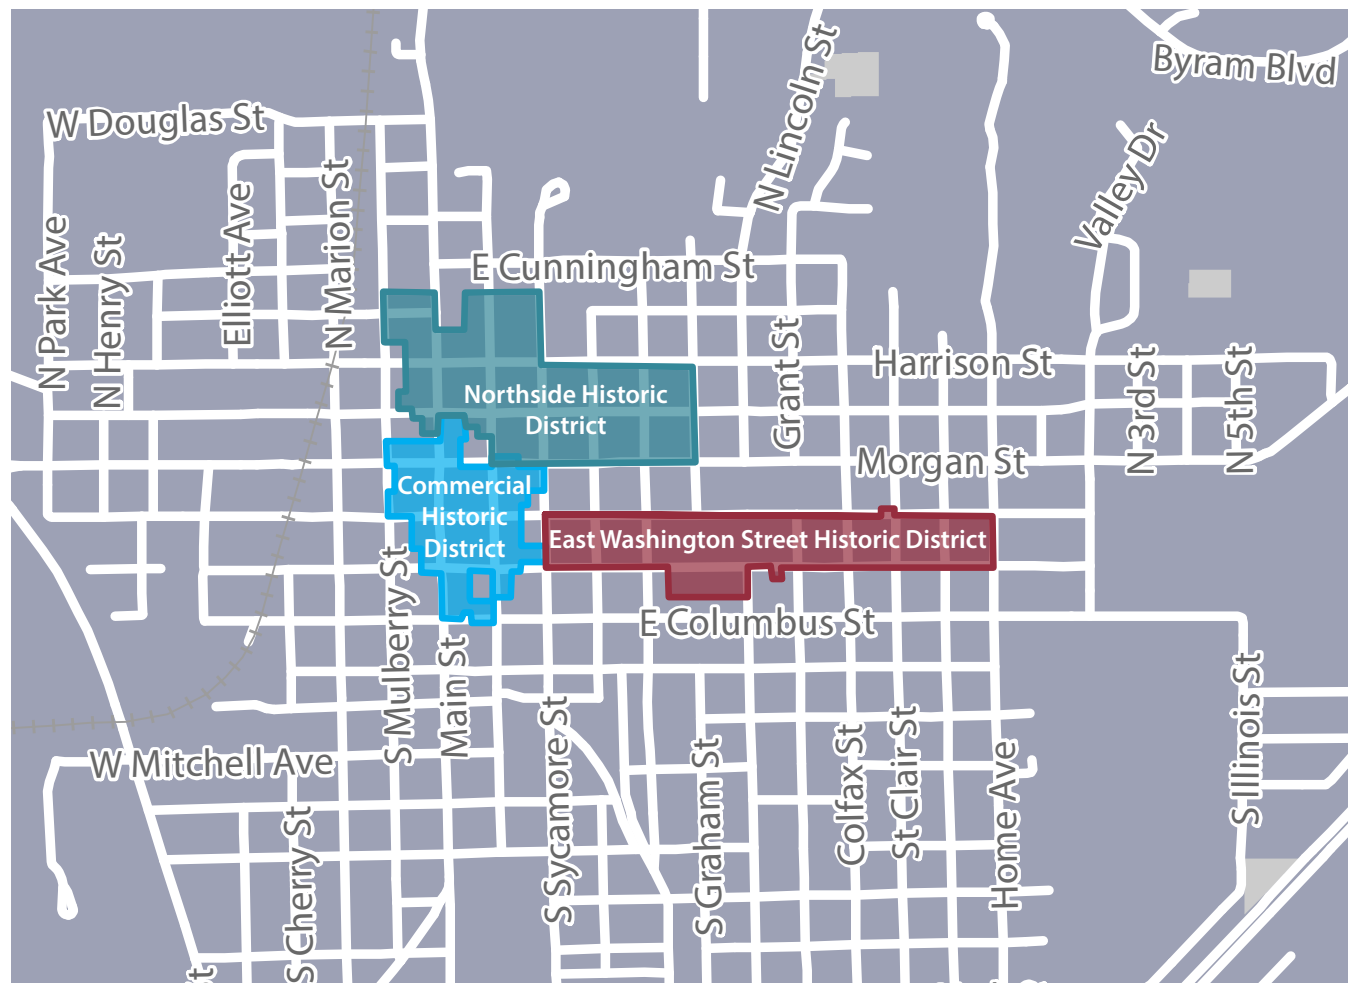 Byram Blvd
N Lincoln St
W Douglas St
Valley Dr
N Marion St
Elliott Ave
N Park Ave
N Henry St
E Cunningham St
Grant St
Harrison St
N 3rd St
N 5th St
Northside Historic
District
Morgan St
Commercial
Historic
District
East Washington Street Historic District
E Columbus St
S Mulberry St
Main St
S Illinois St
S Sycamore St
S Graham St
Colfax St
St Clair St
Home Ave
W Mitchell Ave
S Cherry St
St